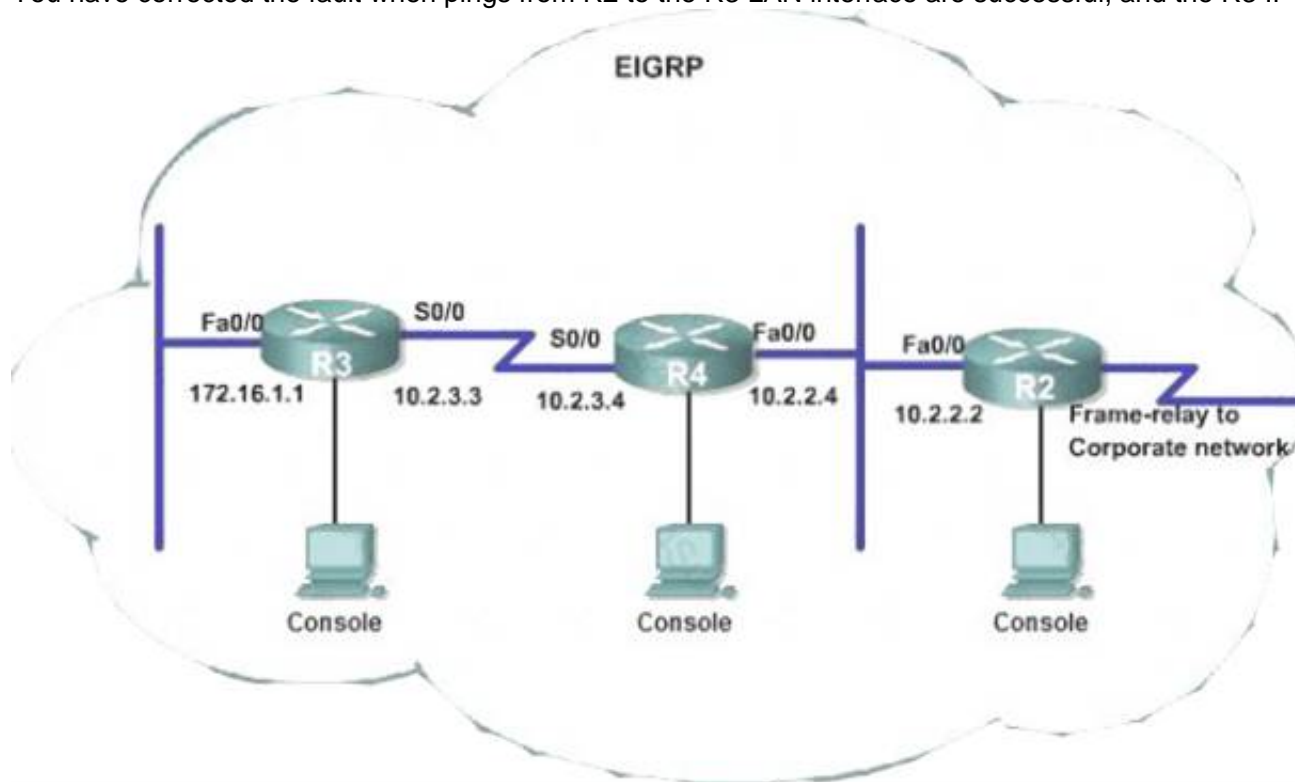 You have corrected the fault when pings from R2 to the R3 LAN interface are successful, and the R3
EIGRP
Fa0/0
S0/0
S0/0
Fa0/0
Fa0/0
R3
R4
R2
172.16.1.1
10.2.3.3
10.2.3.4
10.2.2.4
10.2.2.2
Frame-relay to
Corporate network
Console
Console
Console